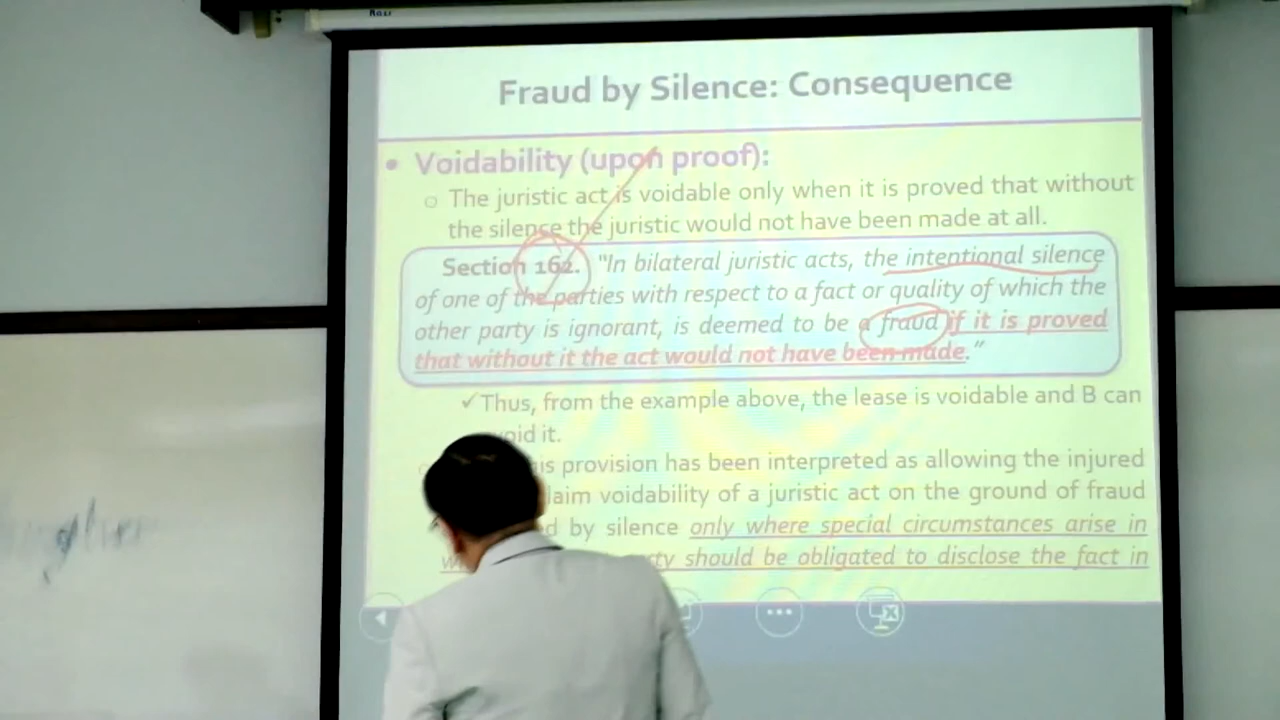 Fraud by Silence: Consequence
• Voidability (upon proof):
The juristic act is voidable only when it is proved that without
the silence the juristic would not have been made at all.
Section 162. "In bilateral juristic acts, the intentional silence
of one of the parties with respect to a fact or quality of which the
other party is ignorant, is deemed to be a fraud if it is proved
that without it the act would not have been made."
✓ Thus, from the example above, the lease is voidable and B can
it.
provision has been interpreted as allowing the injured
voidability of a juristic act on the ground of fraud
by silence only where special circumstances arise in
should be obligated to disclose the fact in